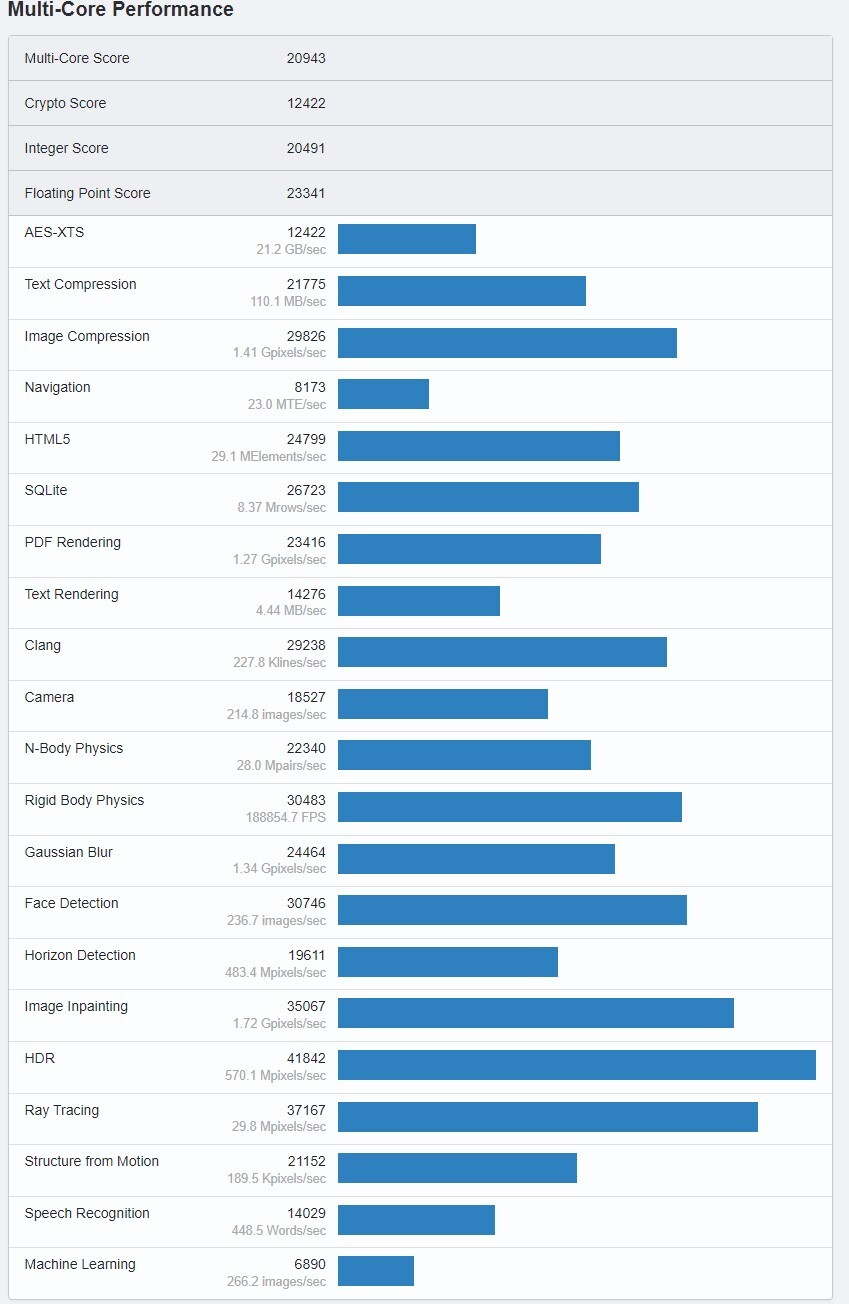 Multi-Core Performance
Multi-Core Score 20943
Crypto Score 12422
Integer Score 20491
Floating Point Score 23341
AES-XTS 12422
21.2 GB/sec
Text Compression 21775
110.1 MB/sec
Image Compression 29826
1.41 Gpixels/sec
Navigation 8173
23.0 MTE/sec
HTML5 24799
29.1 MElements/sec
SQLite 26723
8.37 Mrows/sec
PDF Rendering 23416
1.27 Gpixels/sec
Text Rendering 14276
4.44 MB/sec
Clang 29238
227.8 Klines/sec
Camera 18527
214.8 images/sec
N-Body Physics 22340
28.0 Mpairs/sec
Rigid Body Physics 30483
188854.7 FPS
Gaussian Blur 24464
1.34 Gpixels/sec
Face Detection 30746
236.7 images/sec
Horizon Detection 19611
483.4 Mpixels/sec
Image Inpainting 35067
1.72 Gpixels/sec
HDR 41842
570.1 Mpixels/sec
Ray Tracing 37167
29.8 Mpixels/sec
Structure from Motion 21152
189.5 Kpixels/sec
Speech Recognition 14029
448.5 Words/sec
Machine Learning 6890
266.2 images/sec